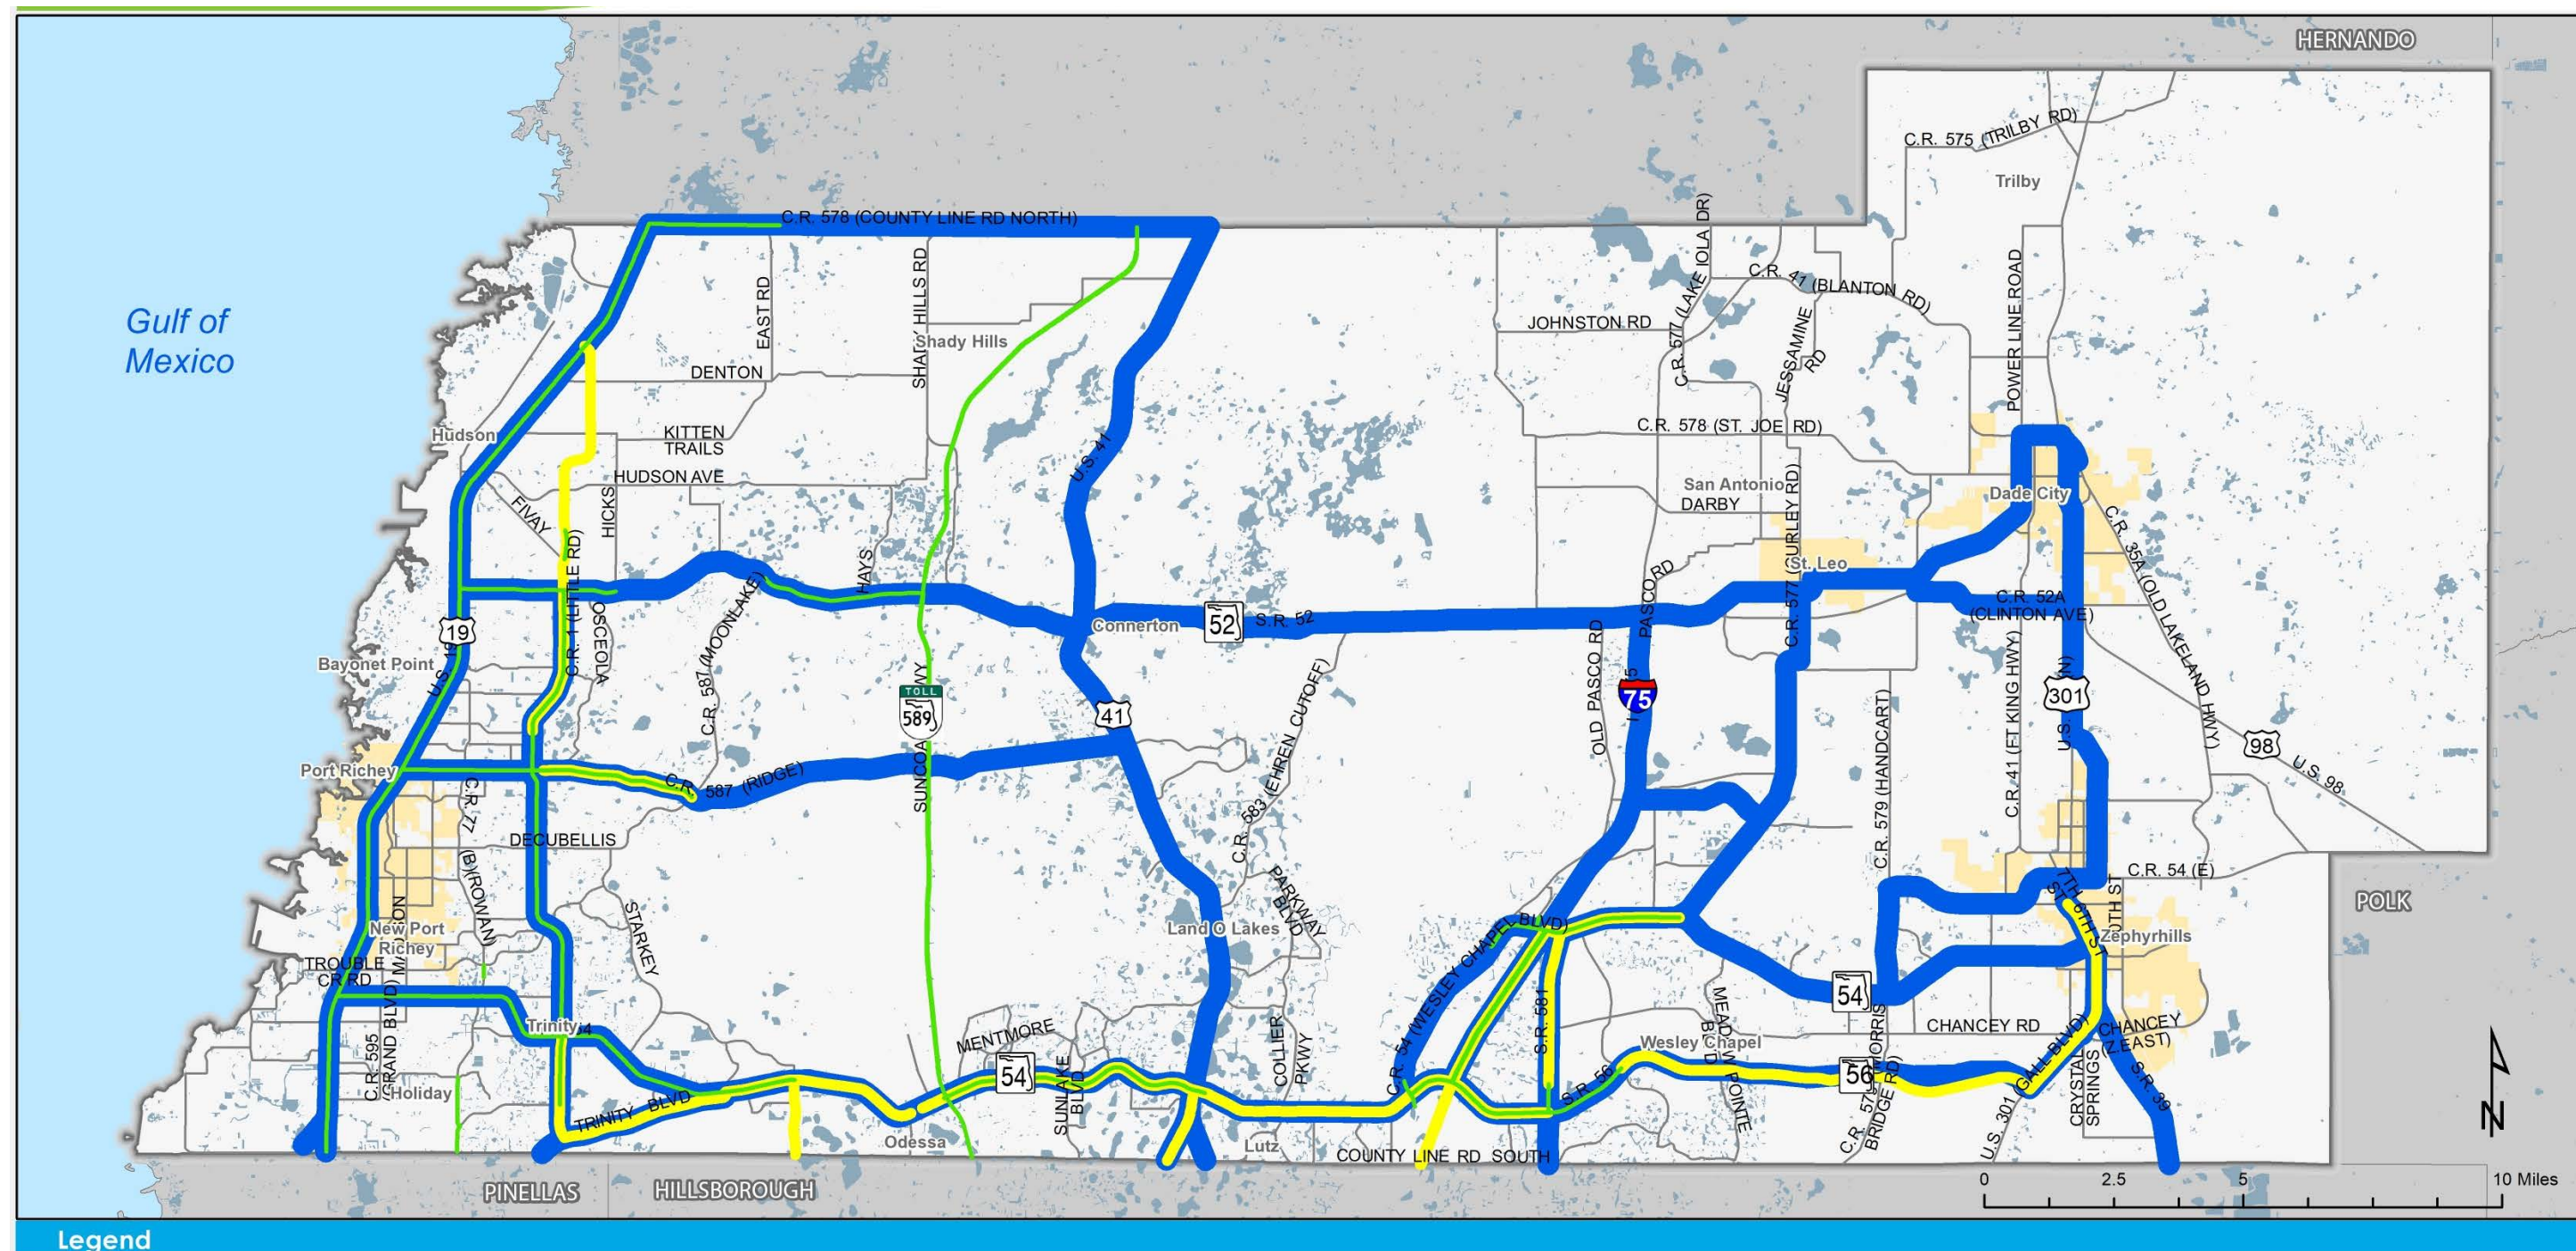 HERNANDO
C.R. 575 (TRILBY RD)
Trilby
C.R. 578 (COUNTY LINE RD NORTH)
Gulf of
Mexico
EAST RD
SHADY HILLS RD
Shady Hills
DENTON
C.R. 577 (LAKE IOLA DR)
C.R. 41 (BLANTON RD)
JOHNSTON RD
JESSAMINE
RD
POWER LINE ROAD
Hudson
KITTEN
TRAILS
HUDSON AVE
U.S. 41
C.R. 578 (ST. JOE RD)
San Antonio
DARBY
Dade City
FIVAY
HICKS
C.R. 1 (LITTLE RD)
OSCEOLA
HAYS
C.R. 587 (MOONLAKE)
C.R. 577 (CURLEY RD)
St. Leo
C.R. 35A (OLD LAKELAND HWY)
C.R. 52A
(CLINTON AVE)
19
U.S. 19
Connerton
52
S.R. 52
PASCO RD
OLD PASCO RD
Bayonet Point
TOLL
589
41
75
301
98
U.S. 98
C.R. 583 (EHREN CUTOFF)
C.R. 579 (HANDCART)
C.R. 41 (FT KING HWY)
Port Richey
C.R. 587 (RIDGE)
C.R. 77
(B)(ROWAN)
DECUBELLIS
STARKEY
PARKWAY
BLVD
C.R. 54 (E)
7TH
ST
6TH ST
POLK
New Port
Richey
Land O Lakes
C.R. 54 (WESLEY CHAPEL BLVD)
Zephyrhills
TROUBLE
CR RD
Trinity
54
MENTMORE
54
SUNLAKE
BLVD
COLLIER
PKWY
S.R. 581
Wesley Chapel
MEADOW POINTE
BLVD
CHANCEY RD
CHANCEY
(Z.EAST)
C.R. 595
(GRAND BLVD)
Holiday
TRINITY BLVD
Odessa
Lutz
S.R. 56
56
MORRIS
BRIDGE RD)
U.S. 301 (GALL BLVD)
CRYSTAL
SPRINGS
S.R. 39
COUNTY LINE RD SOUTH
N
PINELLAS
HILLSBOROUGH
0 2.5 5 10 Miles
Legend